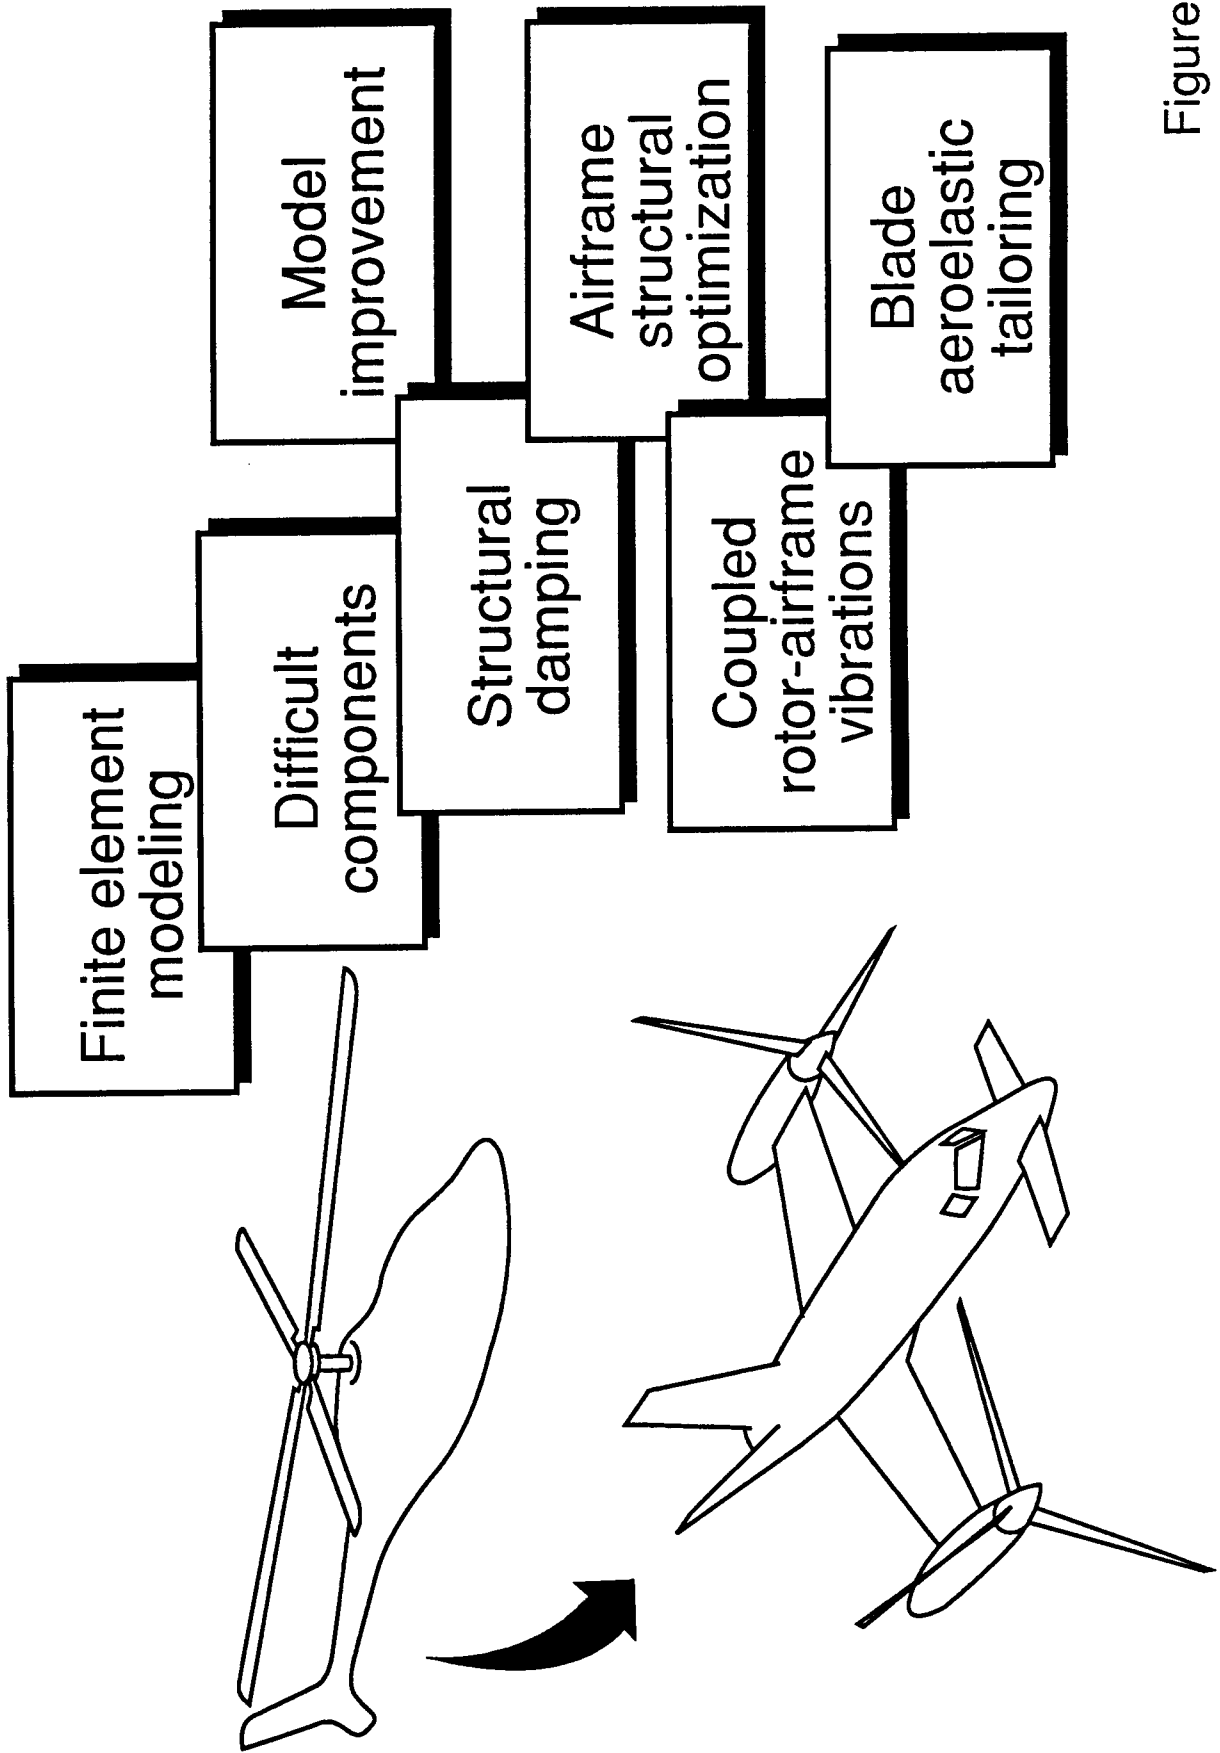 Finite element
modeling
Difficult
components
Model
improvement
Structural
damping
Airframe
structural
optimization
Coupled
rotor-airframe
vibrations
Blade
aeroelastic
tailoring
Figure